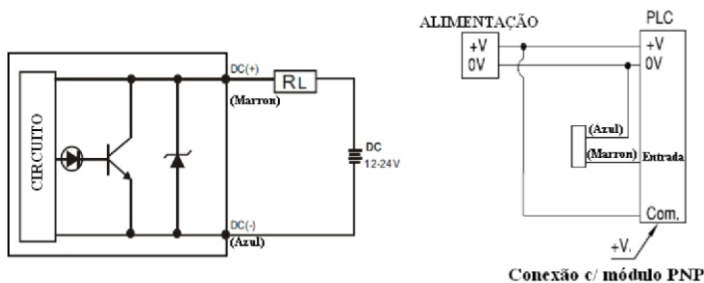 CIRCUITO
DC(+)
(Marron)
RL
DC
12-24V
DC(-)
(Azul)
ALIMENTAÇÃO
+V
0V
PLC
+V
0V
(Azul)
(Marron)
Entrada
Com.
+V.
Conexão c/ módulo PNP